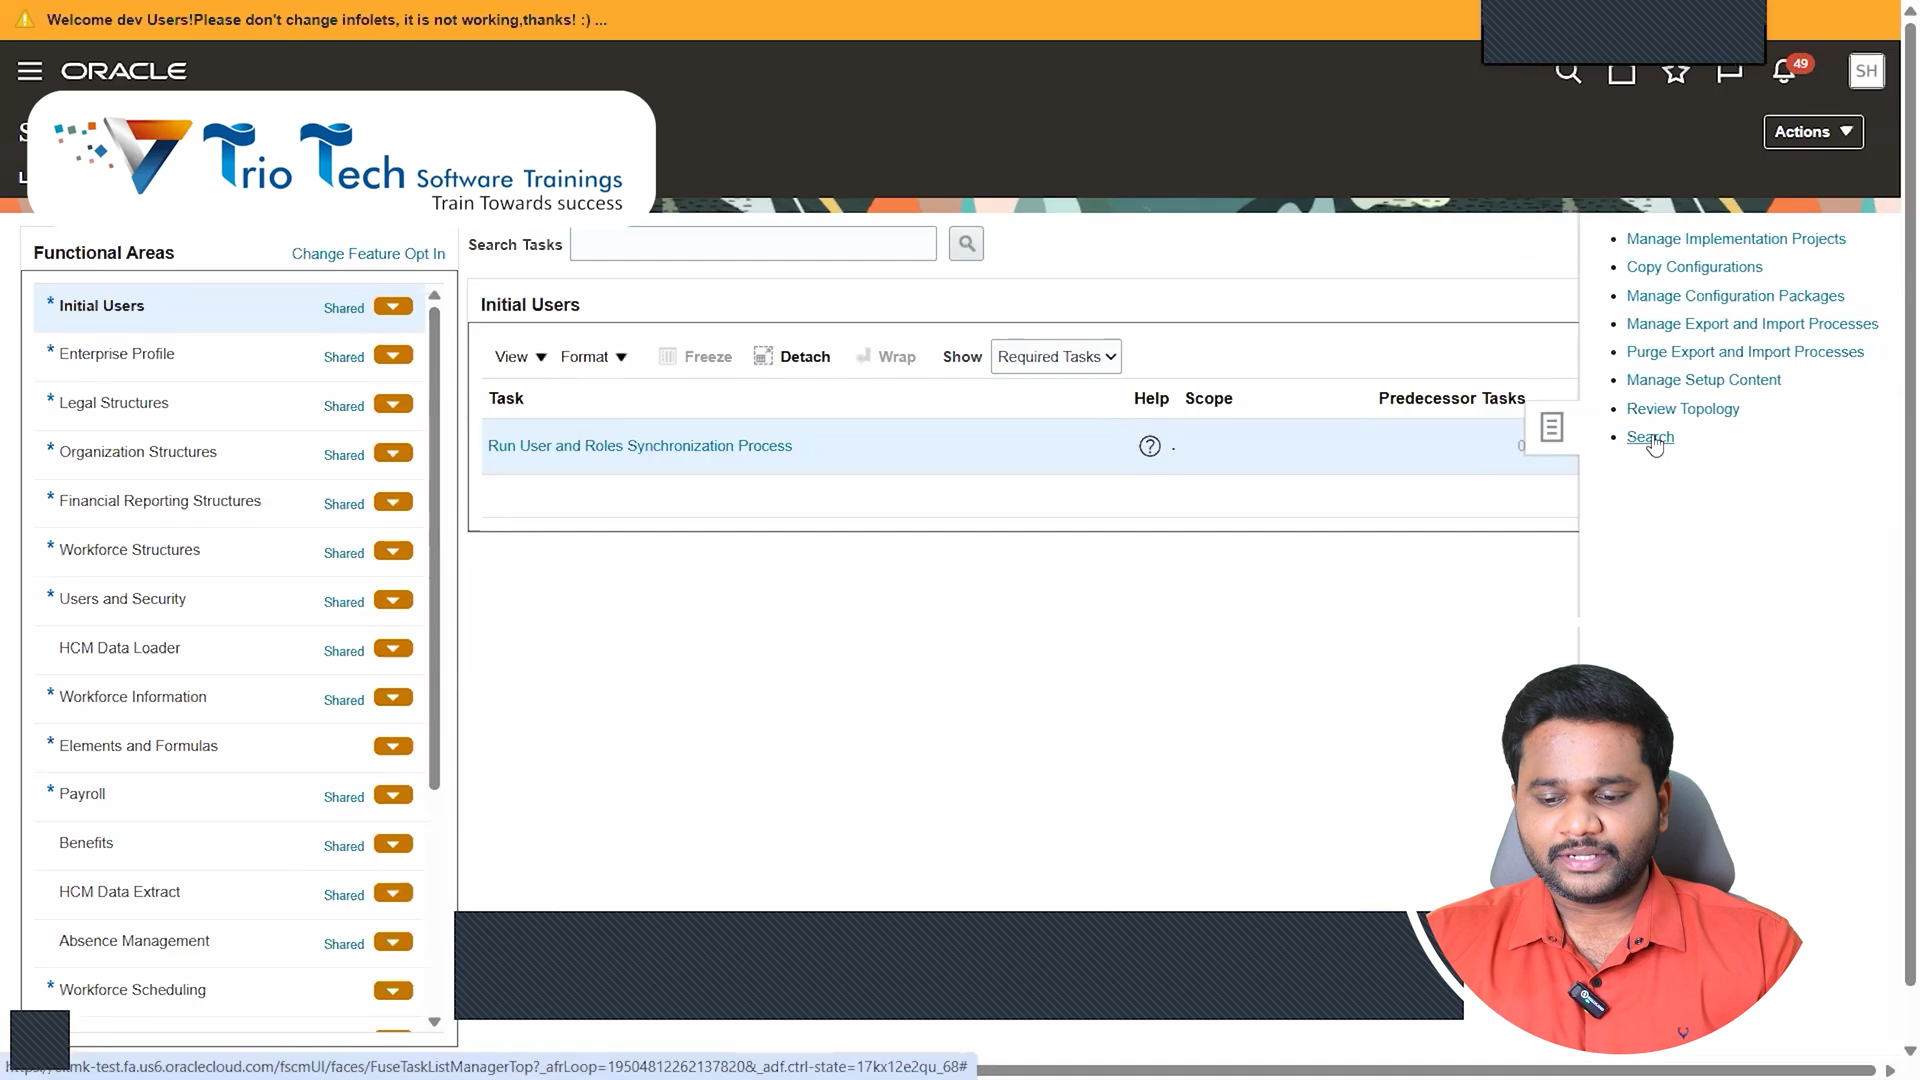 Welcome dev Users!Please don't change infolets, it is not working,thanks! :) ...
ORACLE
49
SH
Actions
Trio Tech Software Trainings
Train Towards success
Functional Areas
Change Feature Opt In
* Initial Users Shared
* Enterprise Profile Shared
* Legal Structures Shared
* Organization Structures Shared
* Financial Reporting Structures Shared
* Workforce Structures Shared
* Users and Security Shared
HCM Data Loader Shared
* Workforce Information Shared
* Elements and Formulas
* Payroll Shared
Benefits Shared
HCM Data Extract Shared
Absence Management Shared
* Workforce Scheduling
Search Tasks
Initial Users
View Format Freeze Detach Wrap Show Required Tasks
Task Help Scope Predecessor Tasks
Run User and Roles Synchronization Process ? . 0
• Manage Implementation Projects
• Copy Configurations
• Manage Configuration Packages
• Manage Export and Import Processes
• Purge Export and Import Processes
• Manage Setup Content
• Review Topology
• Search
mk-test.fa.us6.oraclecloud.com/fscmUI/faces/FuseTaskListManagerTop?_afrLoop=19504812262137820&_adf.ctrl-state=17kx12e2qu_68#